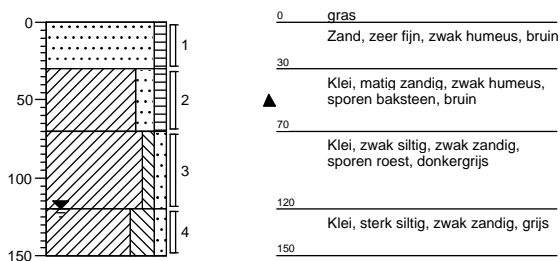 0
50
100
150
1
2
3
4
0 gras
Zand, zeer fijn, zwak humeus, bruin
30
Klei, matig zandig, zwak humeus,
sporen baksteen, bruin
70
Klei, zwak siltig, zwak zandig,
sporen roest, donkergrijs
120
Klei, sterk siltig, zwak zandig, grijs
150